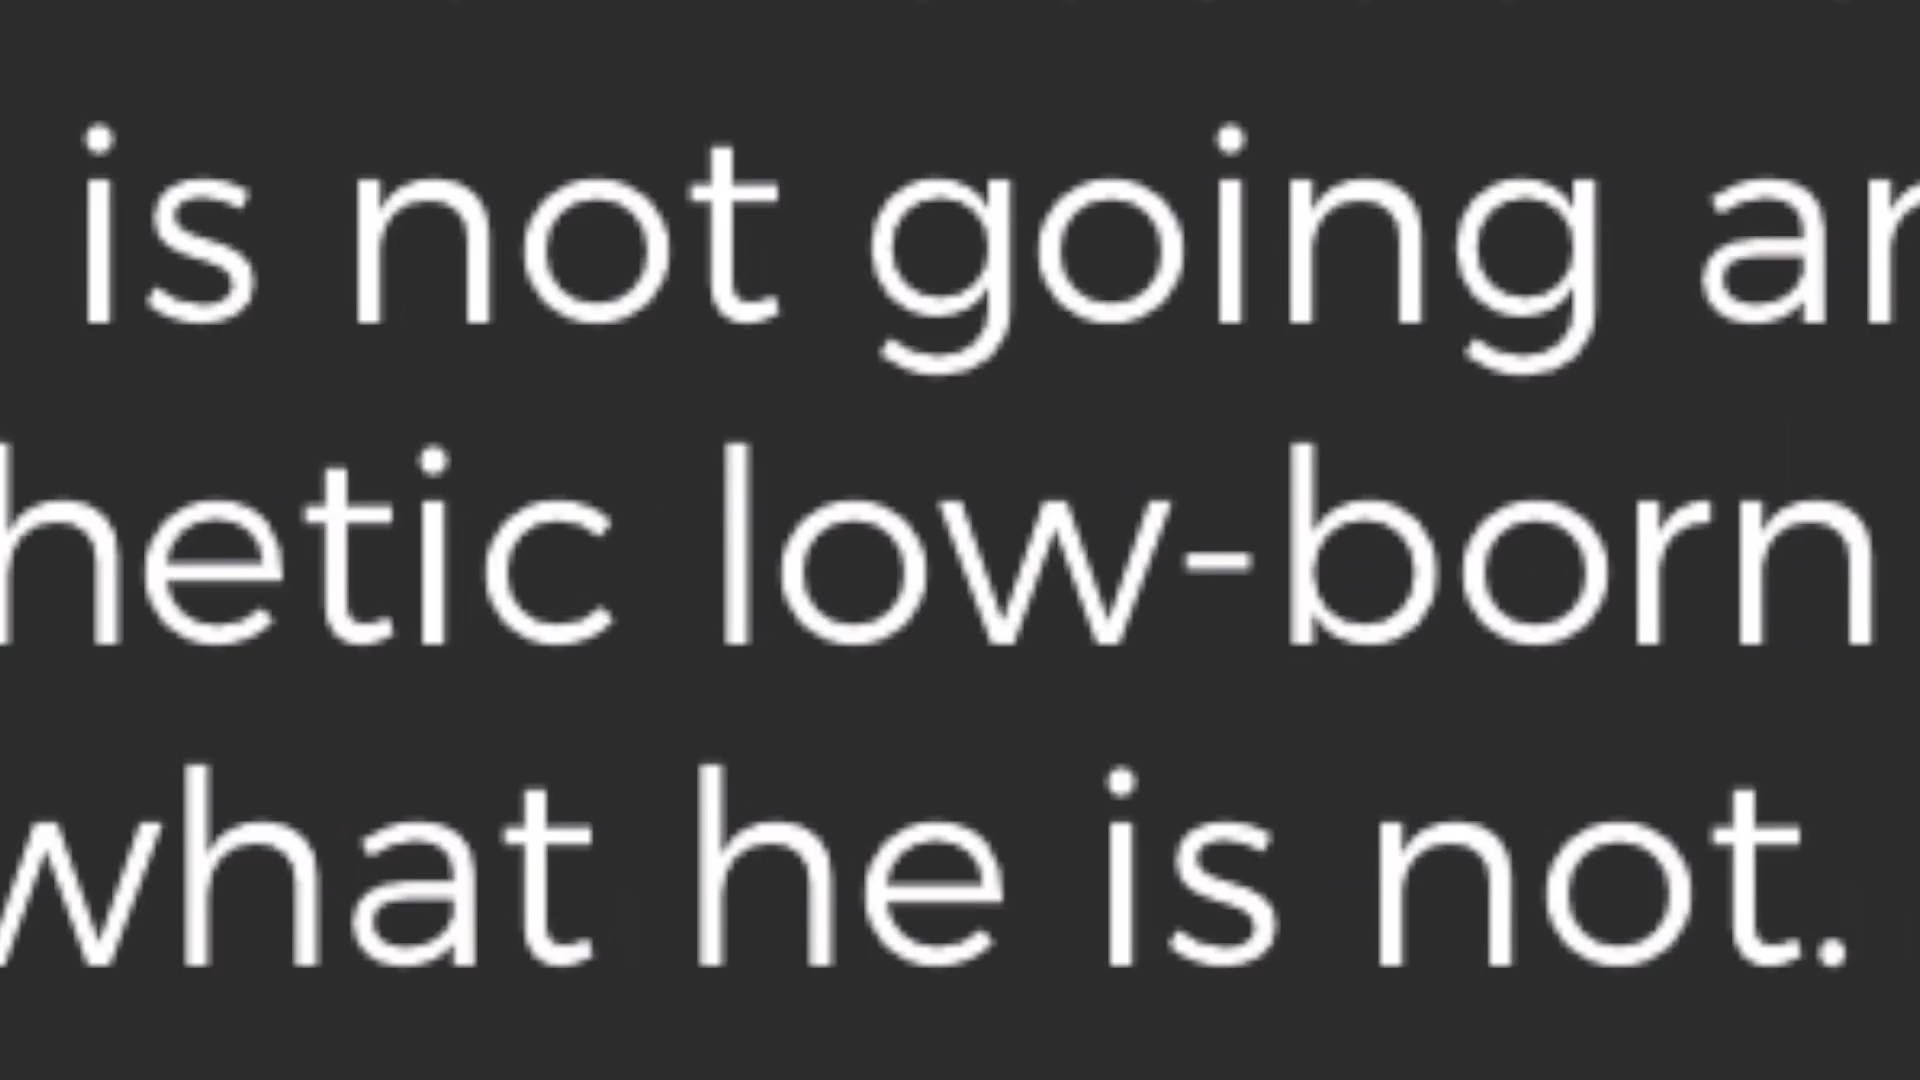 is not going ar
hetic low-born
what he is not.